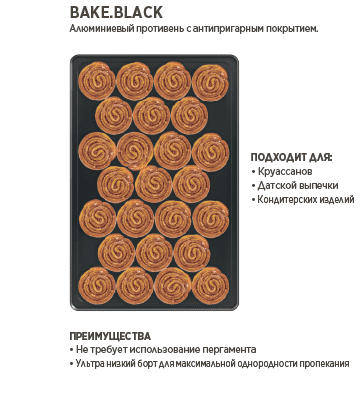 BAKE.BLACK
Алюминиевый противень с антипригарным покрытием.
ПОДХОДИТ ДЛЯ:
• Круассанов
• Датской выпечки
• Кондитерских изделий
ПРЕИМУЩЕСТВА
• Не требует использование пергамента
• Ультра низкий борт для максимальной однородности пропекания